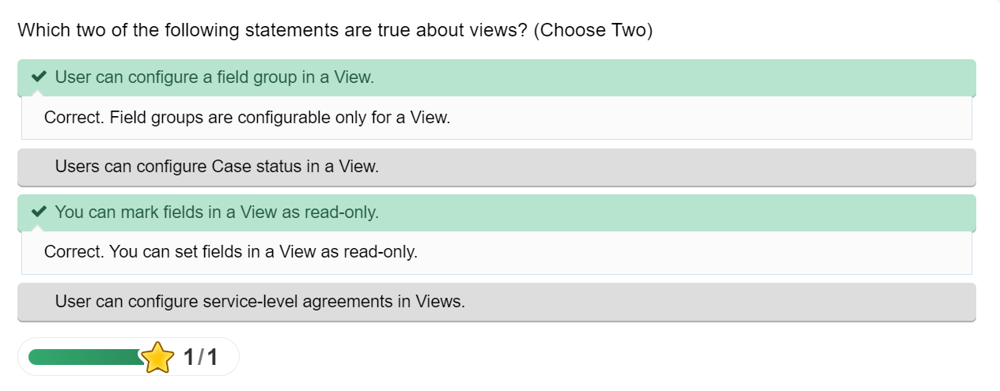 Which two of the following statements are true about views? (Choose Two)
User can configure a field group in a View.
Correct. Field groups are configurable only for a View.
Users can configure Case status in a View.
You can mark fields in a View as read-only.
Correct. You can set fields in a View as read-only.
User can configure service-level agreements in Views.
1/1